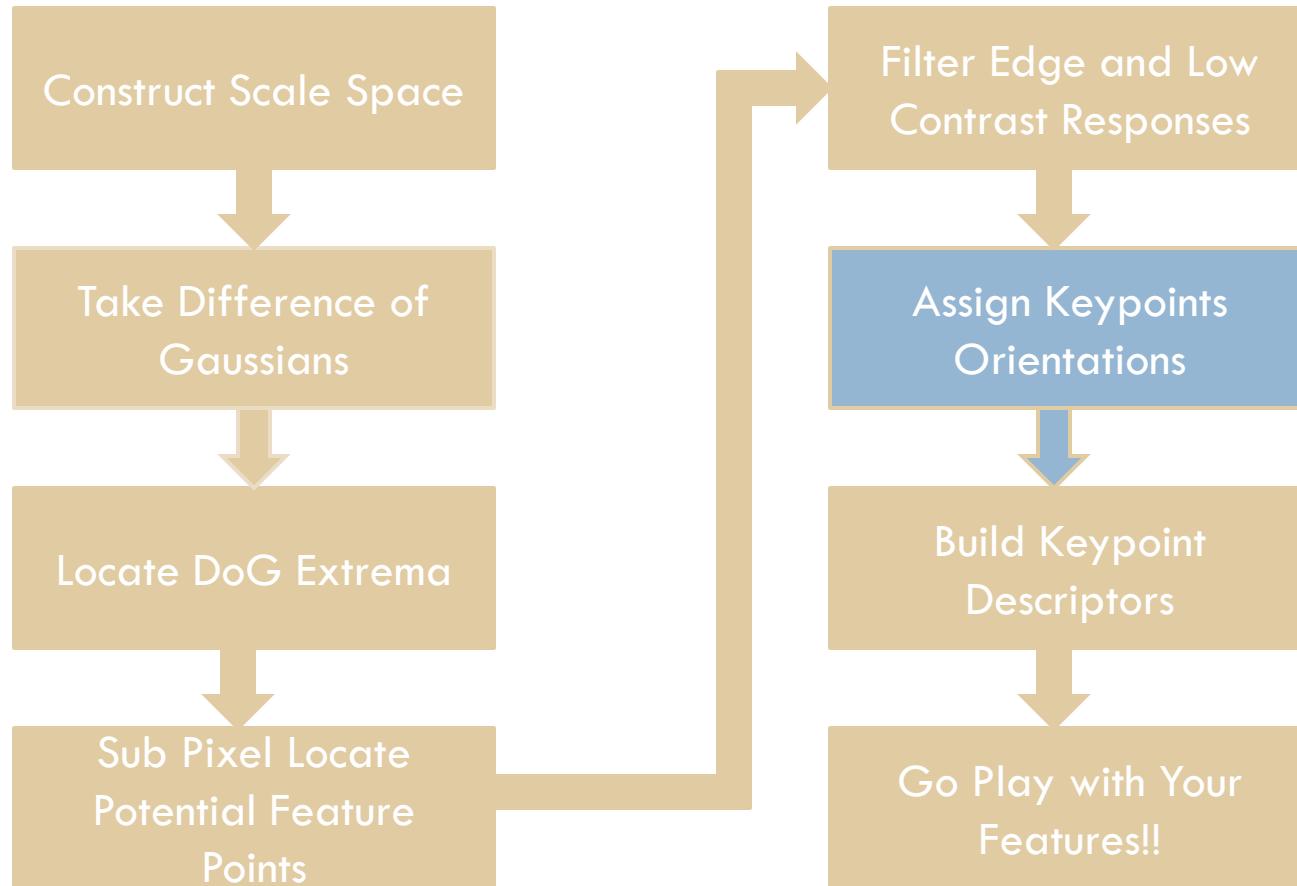 Construct Scale Space
Take Difference of
Gaussians
Locate DoG Extrema
Sub Pixel Locate
Potential Feature
Points
Filter Edge and Low
Contrast Responses
Assign Keypoints
Orientations
Build Keypoint
Descriptors
Go Play with Your
Features!!